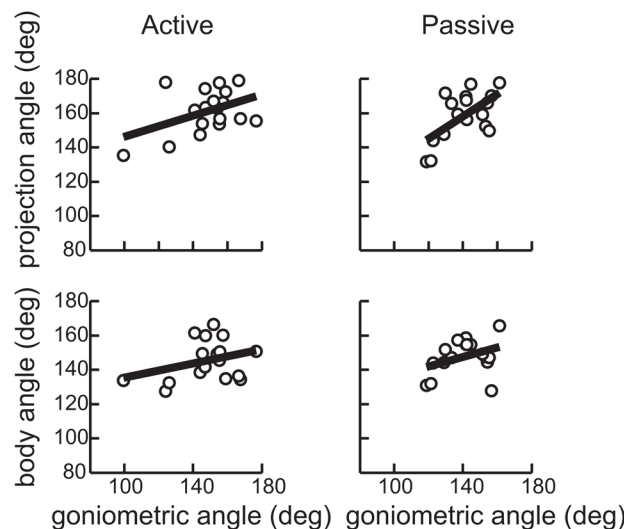 Active Passive
projection angle (deg)
180
160
140
120
100
80
body angle (deg)
180
160
140
120
100
80
100 140 180 100 140 180
goniometric angle (deg) goniometric angle (deg)